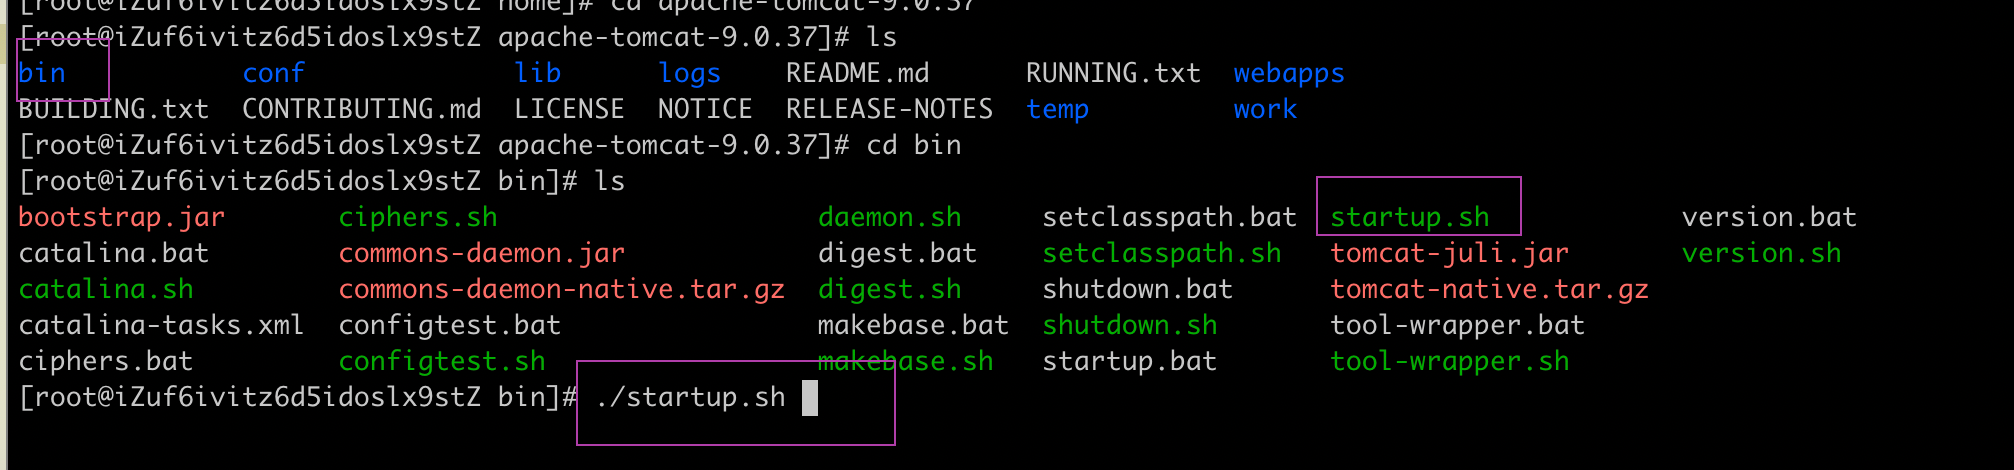 [root@iZuf6ivitz6d5idoslx9stZ home]# cd apache-tomcat-9.0.37
[root@iZuf6ivitz6d5idoslx9stZ apache-tomcat-9.0.37]# ls
bin           conf             lib      logs    README.md      RUNNING.txt  webapps
BUILDING.txt  CONTRIBUTING.md  LICENSE  NOTICE  RELEASE-NOTES  temp         work
[root@iZuf6ivitz6d5idoslx9stZ apache-tomcat-9.0.37]# cd bin
[root@iZuf6ivitz6d5idoslx9stZ bin]# ls
bootstrap.jar       ciphers.sh                    daemon.sh     setclasspath.bat  startup.sh            version.bat
catalina.bat        commons-daemon.jar            digest.bat    setclasspath.sh   tomcat-juli.jar       version.sh
catalina.sh         commons-daemon-native.tar.gz  digest.sh     shutdown.bat      tomcat-native.tar.gz
catalina-tasks.xml  configtest.bat                makebase.bat  shutdown.sh       tool-wrapper.bat
ciphers.bat         configtest.sh                 makebase.sh   startup.bat       tool-wrapper.sh
[root@iZuf6ivitz6d5idoslx9stZ bin]# ./startup.sh